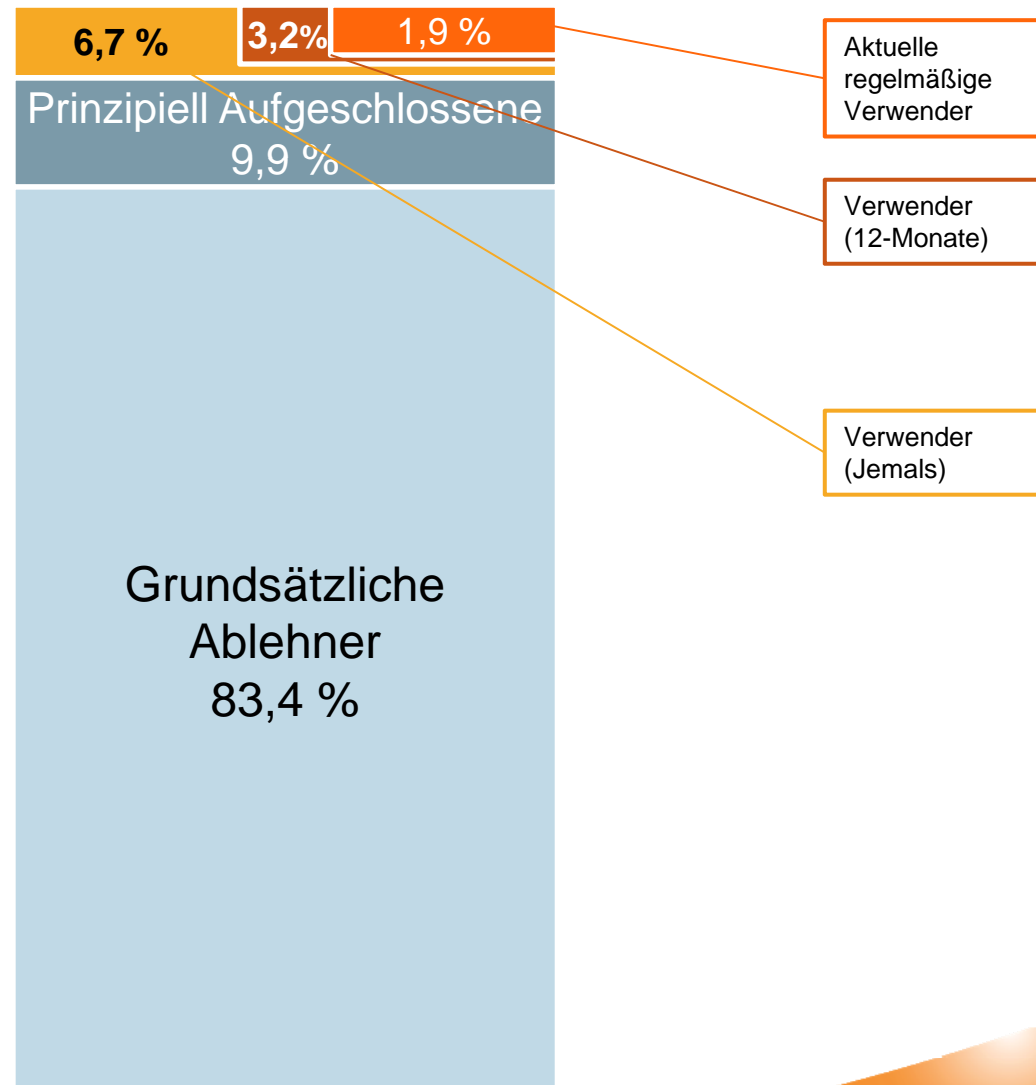 6,7 %
3,2%
1,9 %
Prinzipiell Aufgeschlossene
9,9 %
Grundsätzliche
Ablehner
83,4 %
Aktuelle
regelmäßige
Verwender
Verwender
(12-Monate)
Verwender
(Jemals)